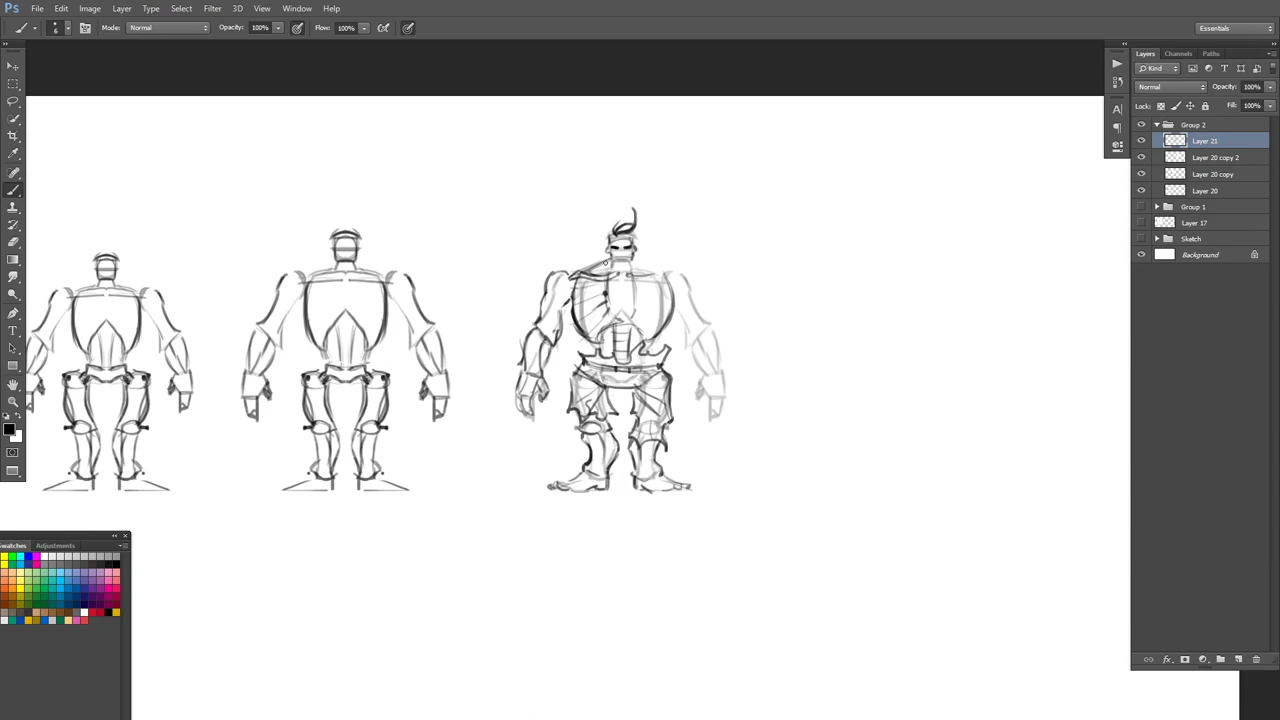 Ps File Edit Image Layer Type Select Filter 3D View Window Help
6 Mode: Normal Opacity: 100% Flow: 100% Essentials
Layers Channels Paths
Kind
Normal Opacity: 100%
Lock: Fill: 100%
Group 2
Layer 21
Layer 20 copy 2
Layer 20 copy
Layer 20
Group 1
Layer 17
Sketch
Background
Swatches Adjustments